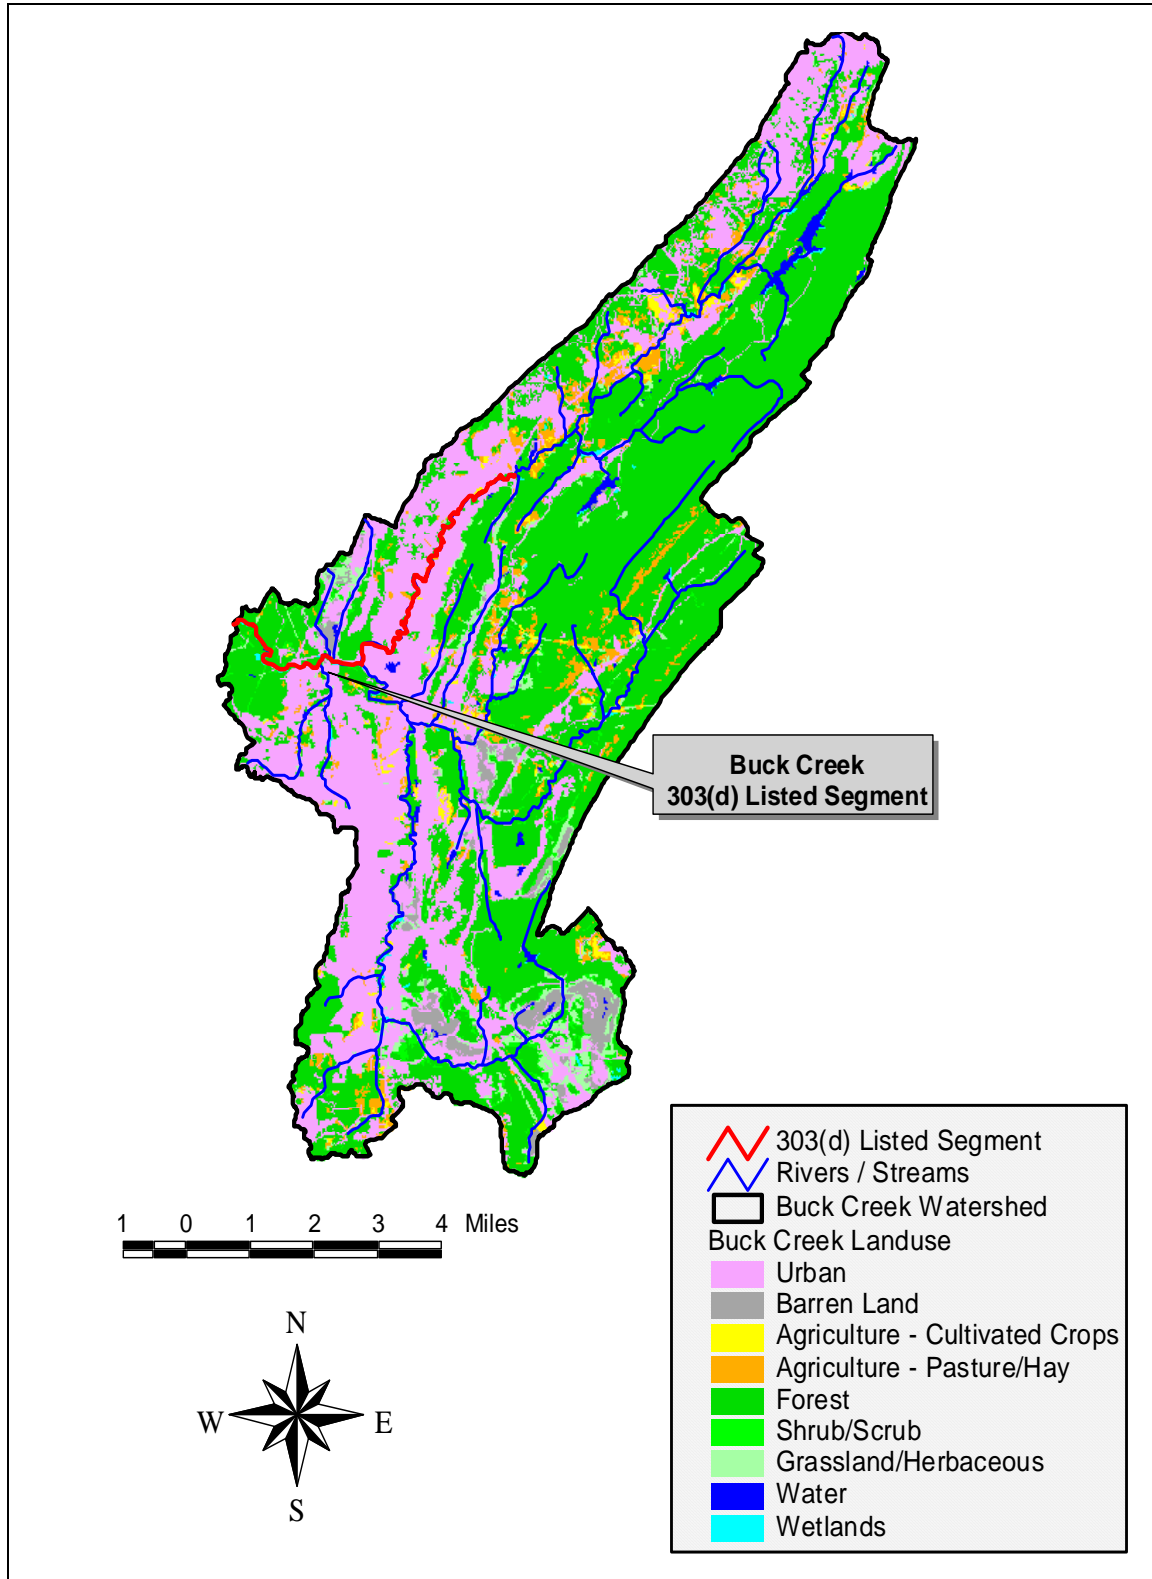 Buck Creek
303(d) Listed Segment
1 0 1 2 3 4 Miles
N
W E
S
303(d) Listed Segment
Rivers / Streams
Buck Creek Watershed
Buck Creek Landuse
Urban
Barren Land
Agriculture - Cultivated Crops
Agriculture - Pasture/Hay
Forest
Shrub/Scrub
Grassland/Herbaceous
Water
Wetlands